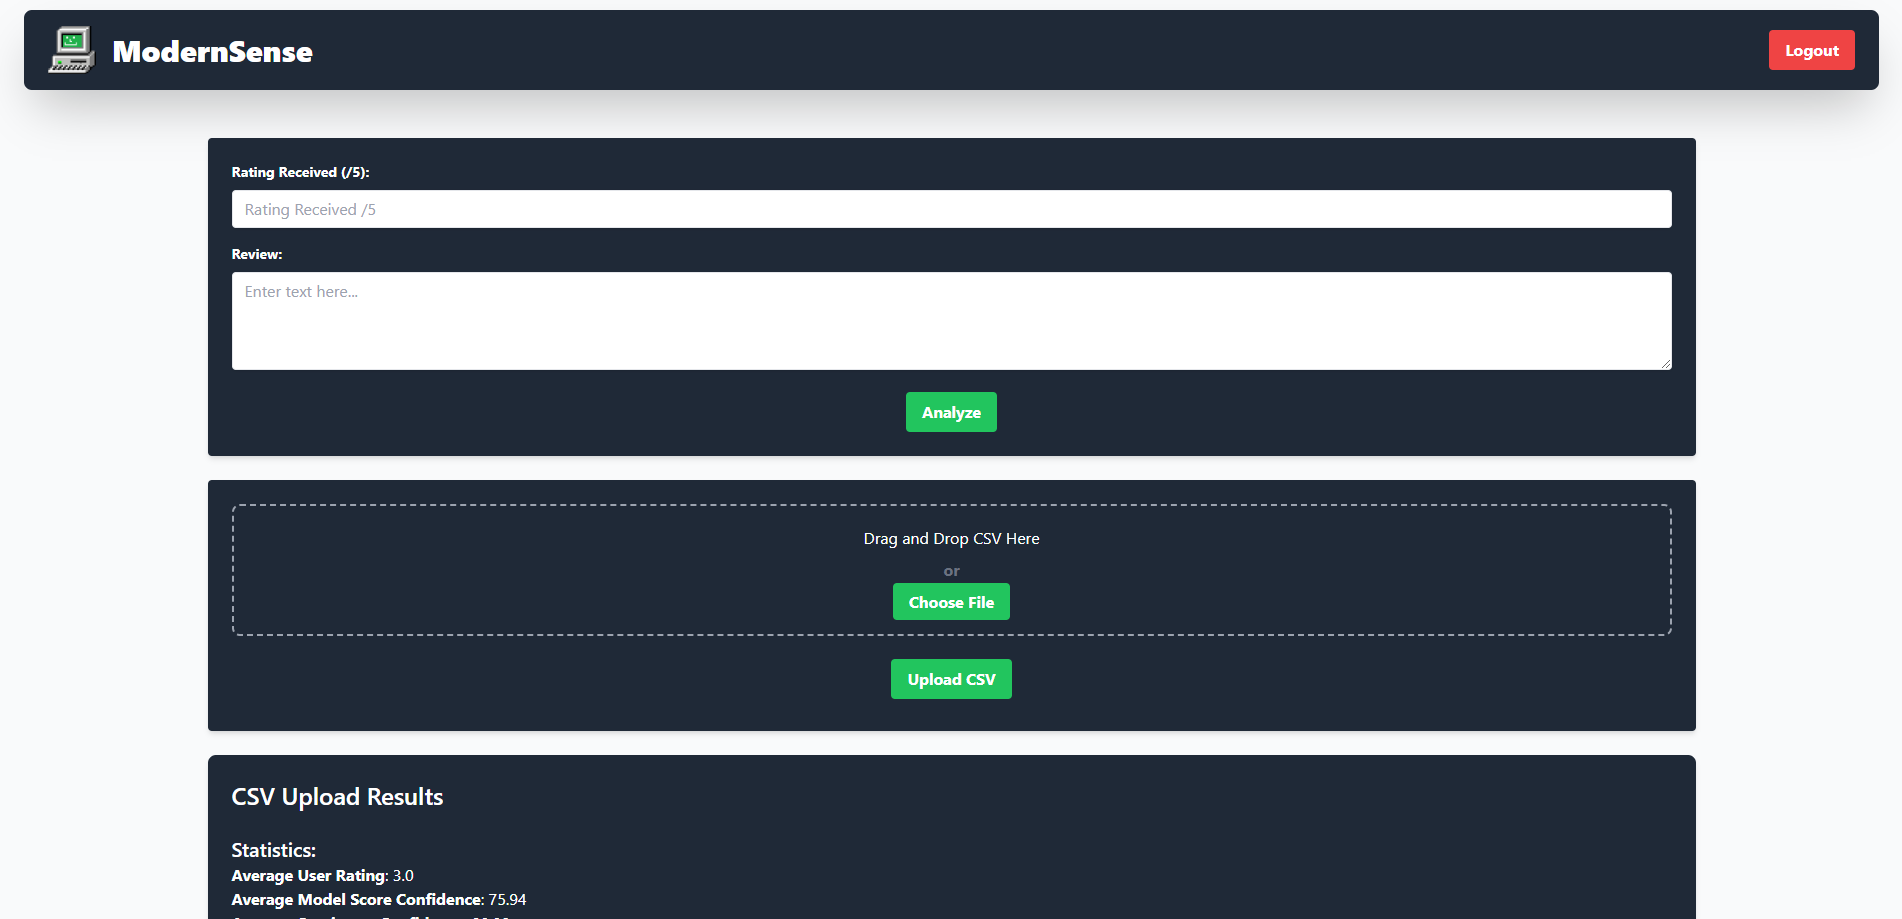 ModernSense
Logout
Rating Received (/5):
Rating Received /5
Review:
Enter text here...
Analyze
Drag and Drop CSV Here
or
Choose File
Upload CSV
CSV Upload Results
Statistics:
Average User Rating: 3.0
Average Model Score Confidence: 75.94